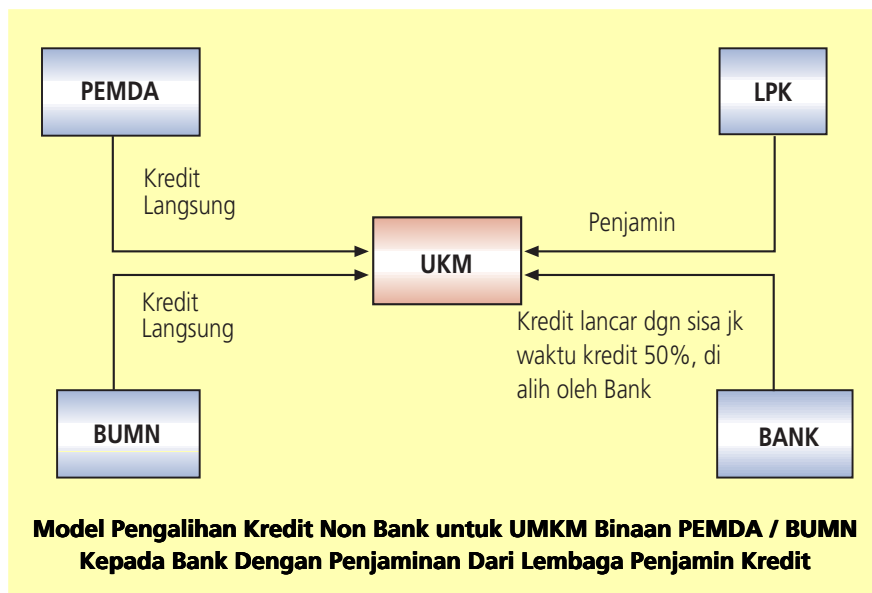 PEMDA
LPK
Kredit
Langsung
Penjamin
UKM
Kredit
Langsung
Kredit lancar dgn sisa jk
waktu kredit 50%, di
alih oleh Bank
BUMN
BANK
Model Pengalihan Kredit Non Bank untuk UMKM Binaan PEMDA / BUMN
Kepada Bank Dengan Penjaminan Dari Lembaga Penjamin Kredit